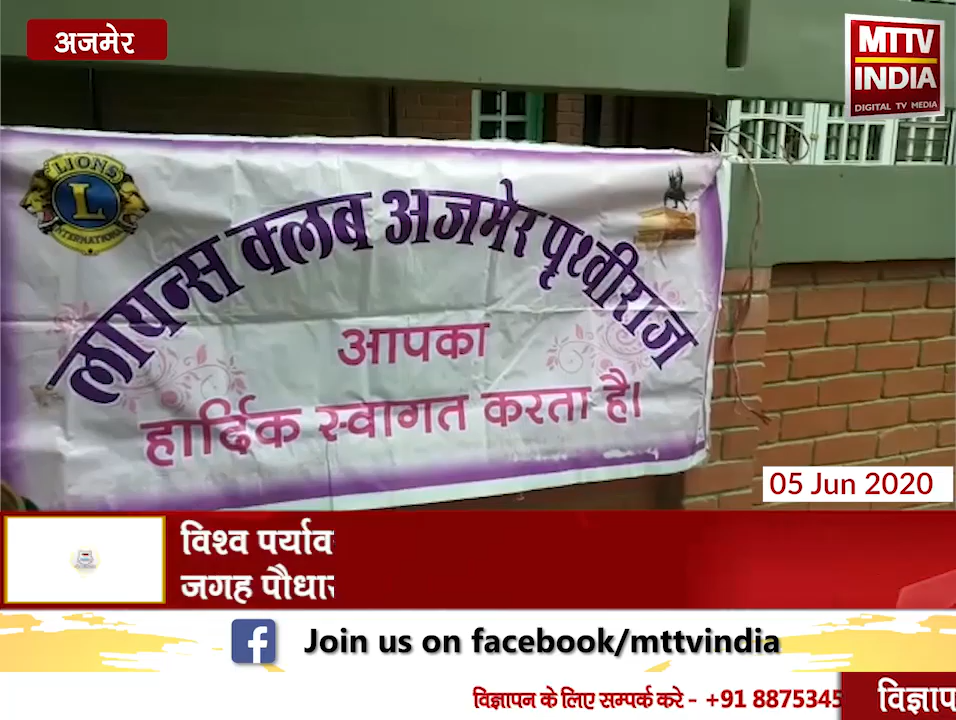 अजमेर
MTTV
INDIA
DIGITAL TV MEDIA
LIONS
L
INTERNATIONAL
लायन्स क्लब अजमेर पृथ्वीराज
आपका
हार्दिक स्वागत करता है।
05 Jun 2020
विश्व
जगह
Join us on facebook/mttvindia
विज्ञापन के लिए सम्पर्क करे - +91 8875345